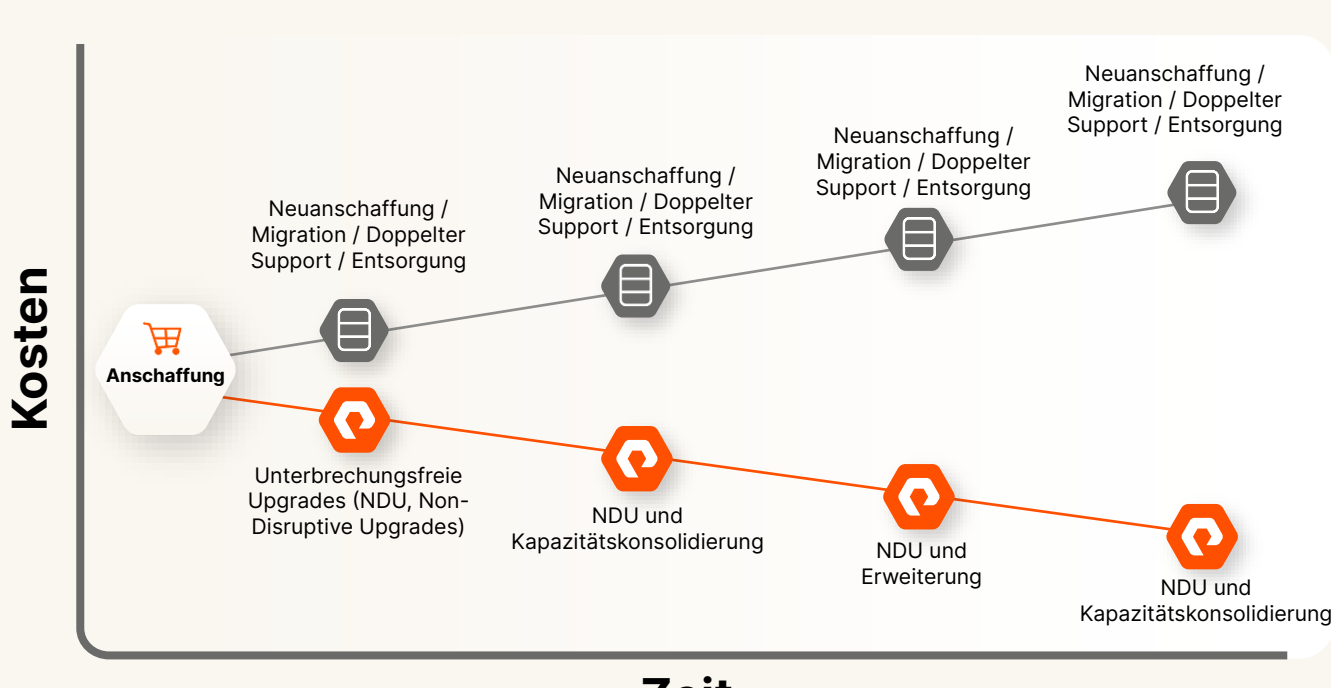 Neuanschaffung /
Migration / Doppelter
Support / Entsorgung
Neuanschaffung /
Migration / Doppelter
Support / Entsorgung
Neuanschaffung /
Migration / Doppelter
Support / Entsorgung
Neuanschaffung /
Migration / Doppelter
Support / Entsorgung
Kosten
Anschaffung
Unterbrechungsfreie
Upgrades (NDU, Non-
Disruptive Upgrades)
NDU und
Kapazitätskonsolidierung
NDU und
Erweiterung
NDU und
Kapazitätskonsolidierung
Zeit